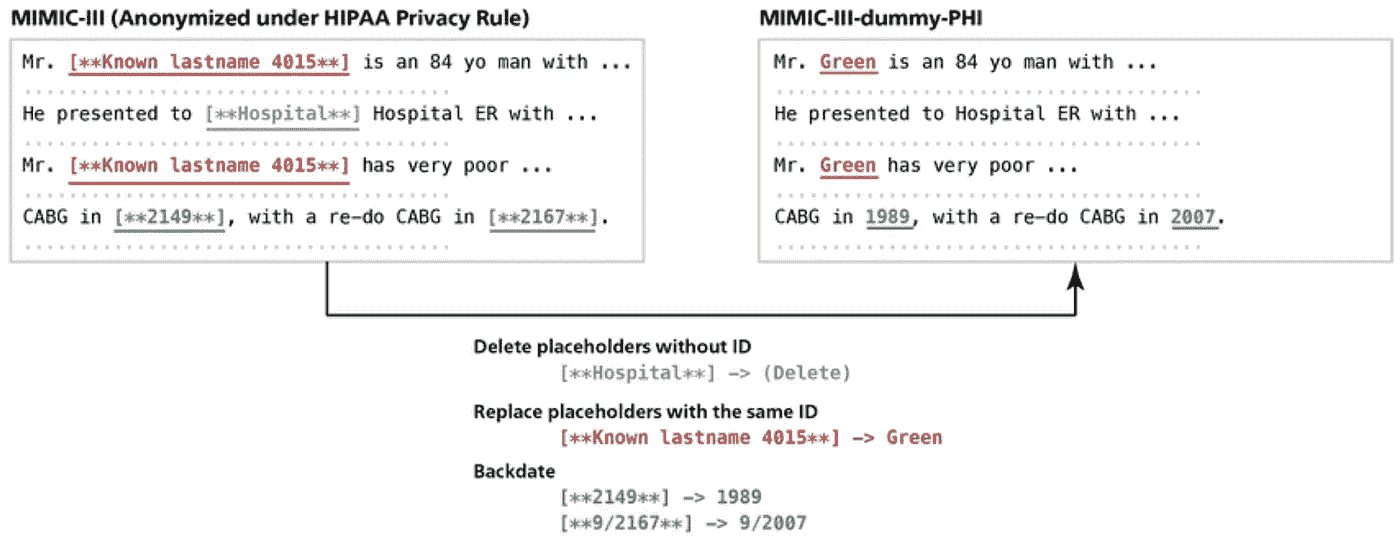 MIMIC-III (Anonymized under HIPAA Privacy Rule)
Mr. [**Known lastname 4015**] is an 84 yo man with ...
He presented to [**Hospital**] Hospital ER with ...
Mr. [**Known lastname 4015**] has very poor ...
CABG in [**2149**], with a re-do CABG in [**2167**].
MIMIC-III-dummy-PHI
Mr. Green is an 84 yo man with ...
He presented to Hospital ER with ...
Mr. Green has very poor ...
CABG in 1989, with a re-do CABG in 2007.
Delete placeholders without ID
[**Hospital**] -> (Delete)
Replace placeholders with the same ID
[**Known lastname 4015**] -> Green
Backdate
[**2149**] -> 1989
[**9/2167**] -> 9/2007